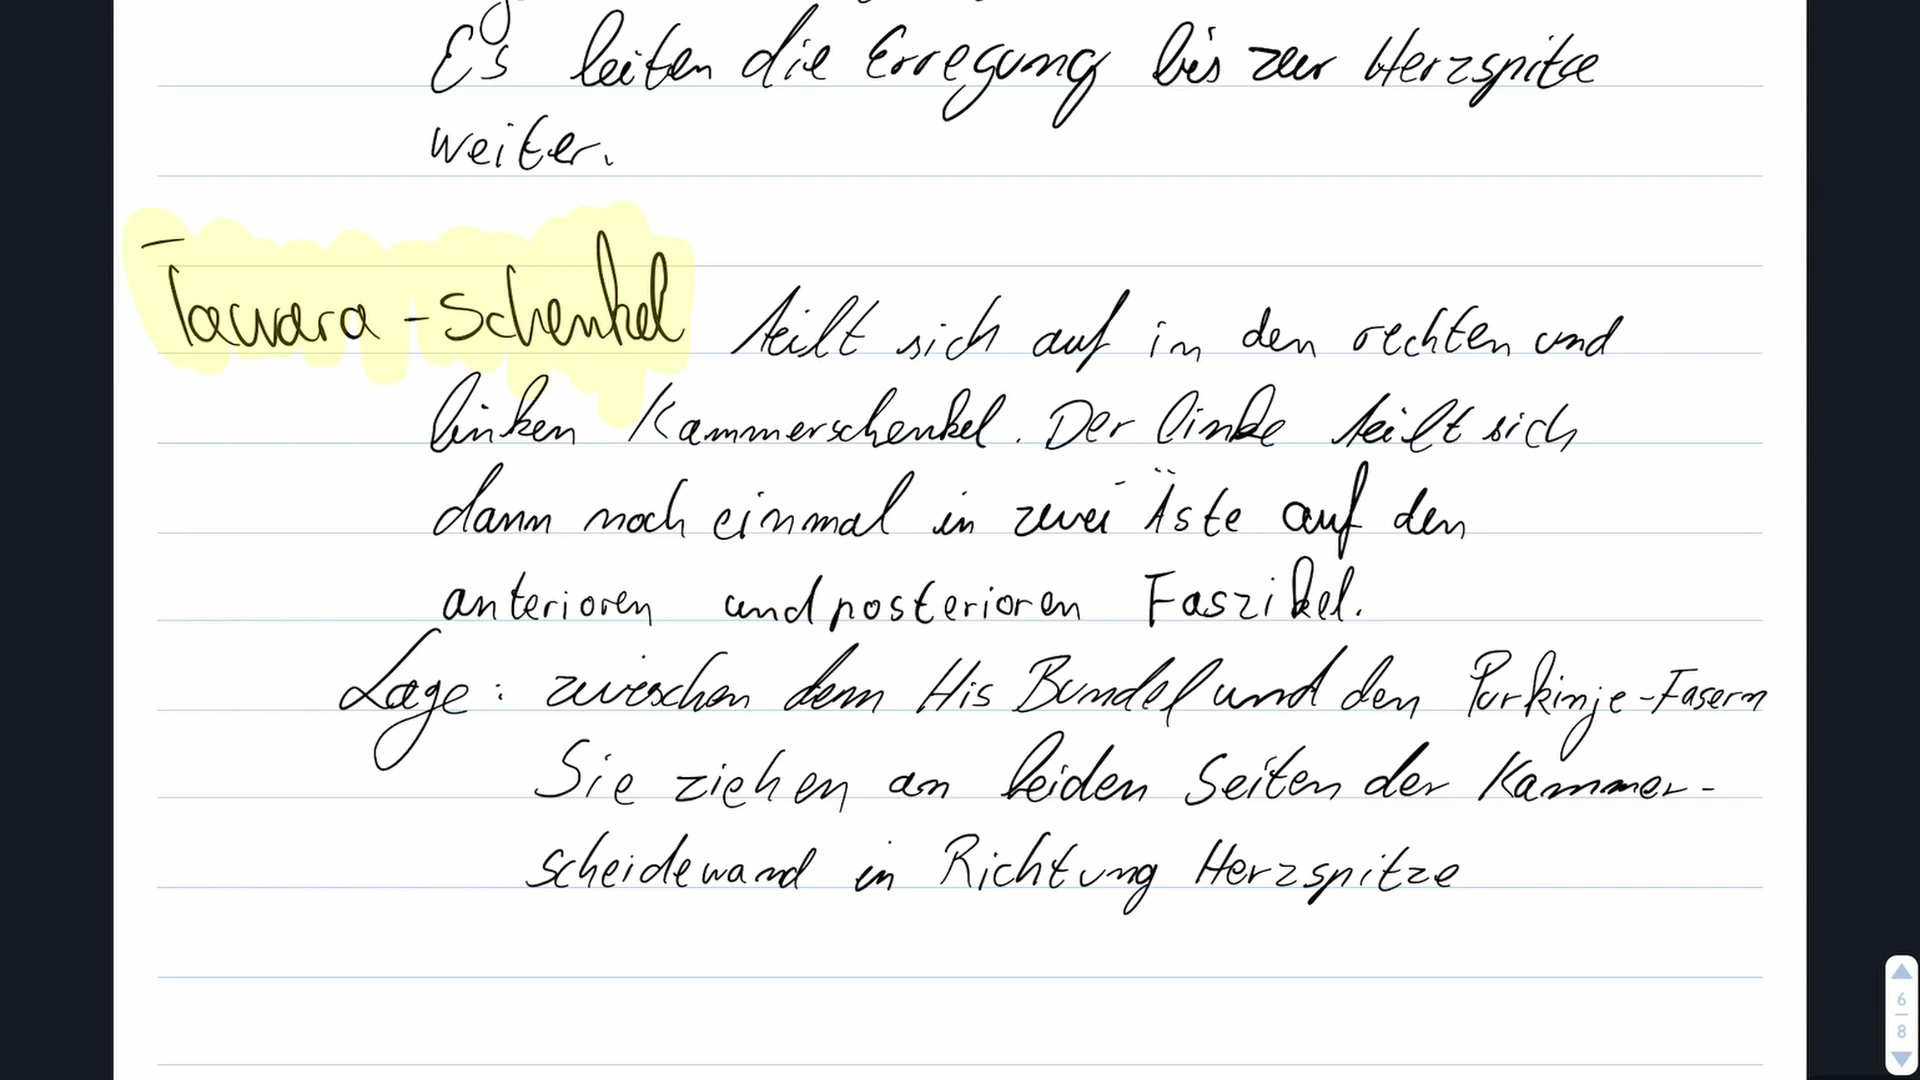 Es leiten die Erregung bis zur Herzspitze
weiter.
Tawara-Schenkel teilt sich auf in den rechten und
linken Kammerschenkel. Der linke teilt sich
dann noch einmal in zwei Äste auf den
anterioren und posterioren Faszikel.
Lage: zwischen dem His Bündel und den Purkinje-Fasern
Sie ziehen an beiden Seiten der Kammer-
scheidewand in Richtung Herzspitze
6
8